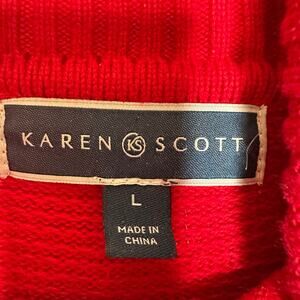 KAREN KS SCOTT
L
MADE IN
CHINA